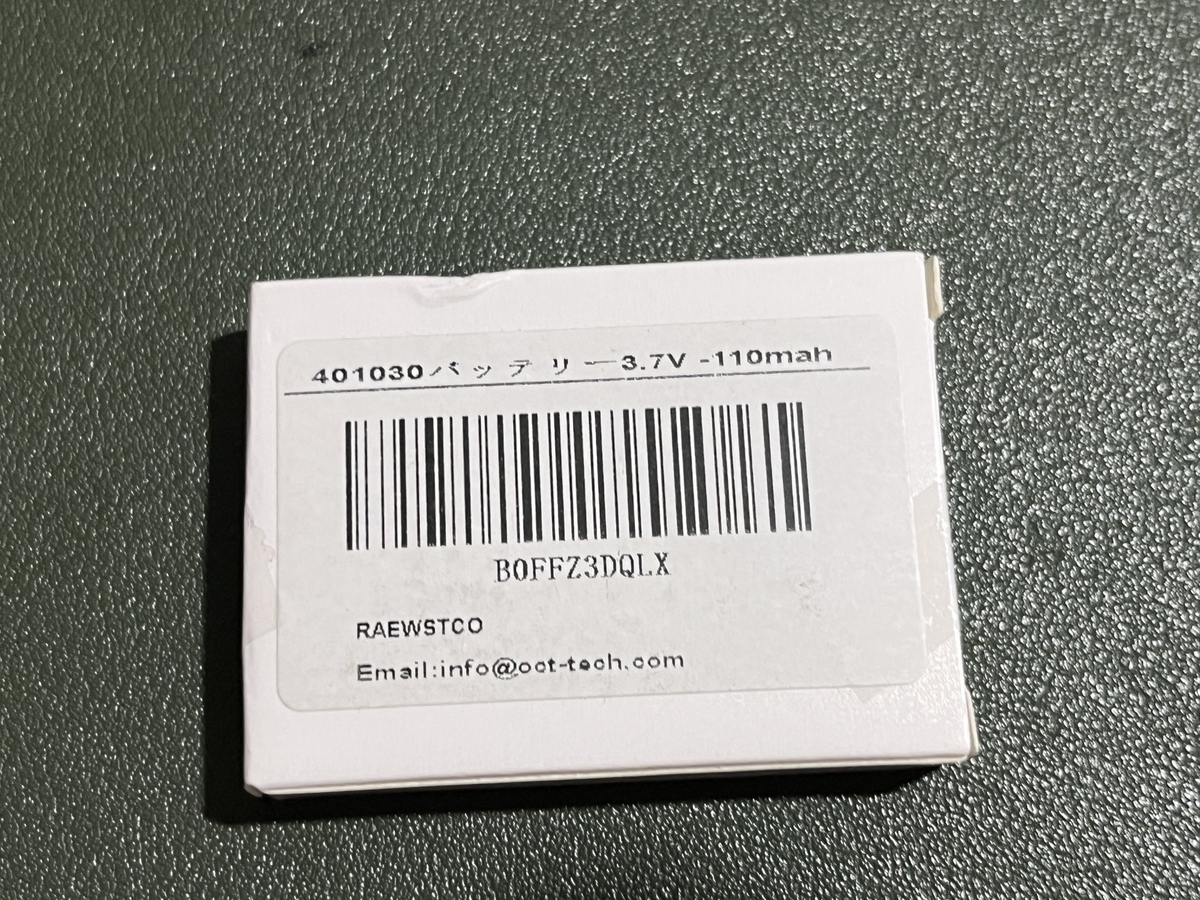 401030バッテリー3.7V -110mah
B0FFZ3DQLX
RAEWSTCO
Email:info@oct-tech.com